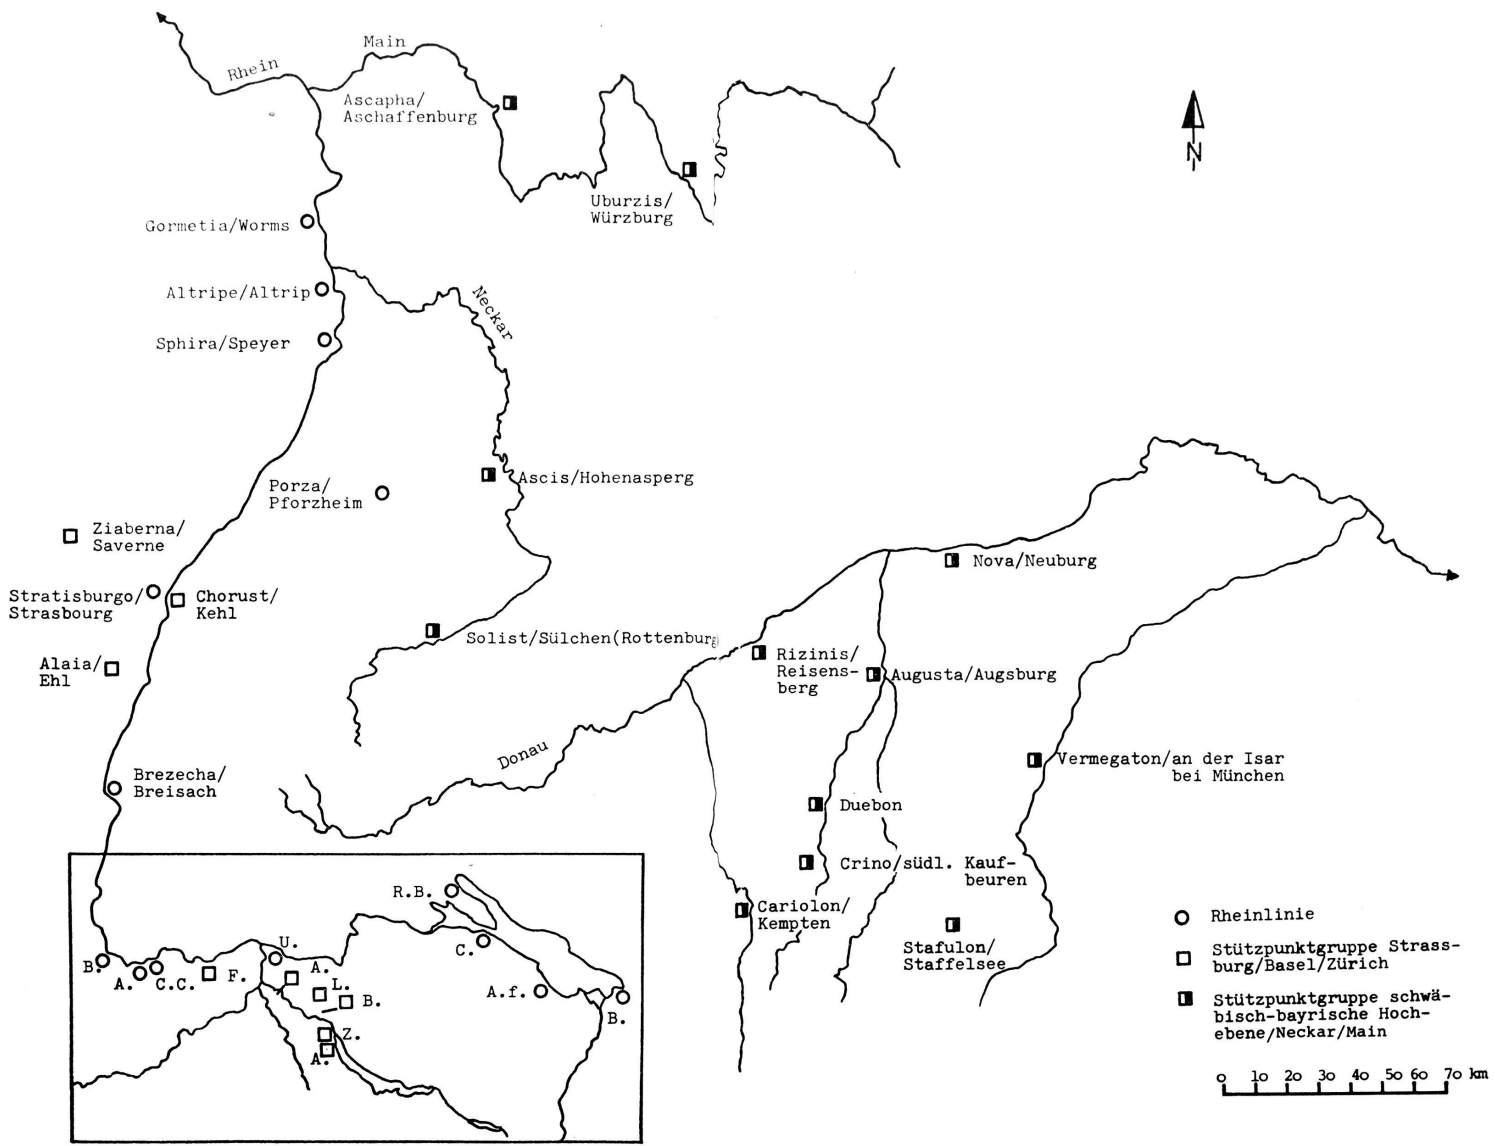 Main
Rhein
Ascapha/
Aschaffenburg
N
Uburzis/
Würzburg
Gormetia/Worms
Altripe/Altrip
Neckar
Sphira/Speyer
Ascis/Hohenasperg
Porza/
Pforzheim
Ziaberna/
Saverne
Nova/Neuburg
Stratisburgo/
Strasbourg
Chorust/
Kehl
Solist/Sülchen(Rottenburg)
Alaia/
Ehl
Rizinis/
Reisens-
berg
Augusta/Augsburg
Donau
Vermegaton/an der Isar
bei München
Brezecha/
Breisach
Duebon
Crino/südl. Kauf-
beuren
Cariolon/
Kempten
Stafulon/
Staffelsee
R.B.
U.
C.
B.
A.
C.C.
F.
A.
L.
B.
A.f.
B.
Z.
A.
Rheinlinie
Stützpunktgruppe Strass-
burg/Basel/Zürich
Stützpunktgruppe schwä-
bisch-bayrische Hoch-
ebene/Neckar/Main
0 10 20 30 40 50 60 70 km